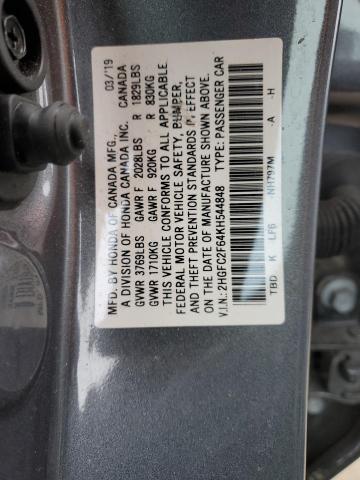 MFD. BY HONDA OF CANADA MFG., 03/'19
A DIVISION OF HONDA CANADA INC. CANADA
GVWR 3769LBS GAWR F 2028LBS R 1829LBS
GVWR 1710KG GAWR F 920KG R 830KG
THIS VEHICLE CONFORMS TO ALL APPLICABLE
FEDERAL MOTOR VEHICLE SAFETY, BUMPER,
AND THEFT PREVENTION STANDARDS IN EFFECT
ON THE DATE OF MANUFACTURE SHOWN ABOVE.
V.I.N.: 2HGFC2F64KH544848 TYPE: PASSENGER CAR
TBD K LF6 NH797M -A -H